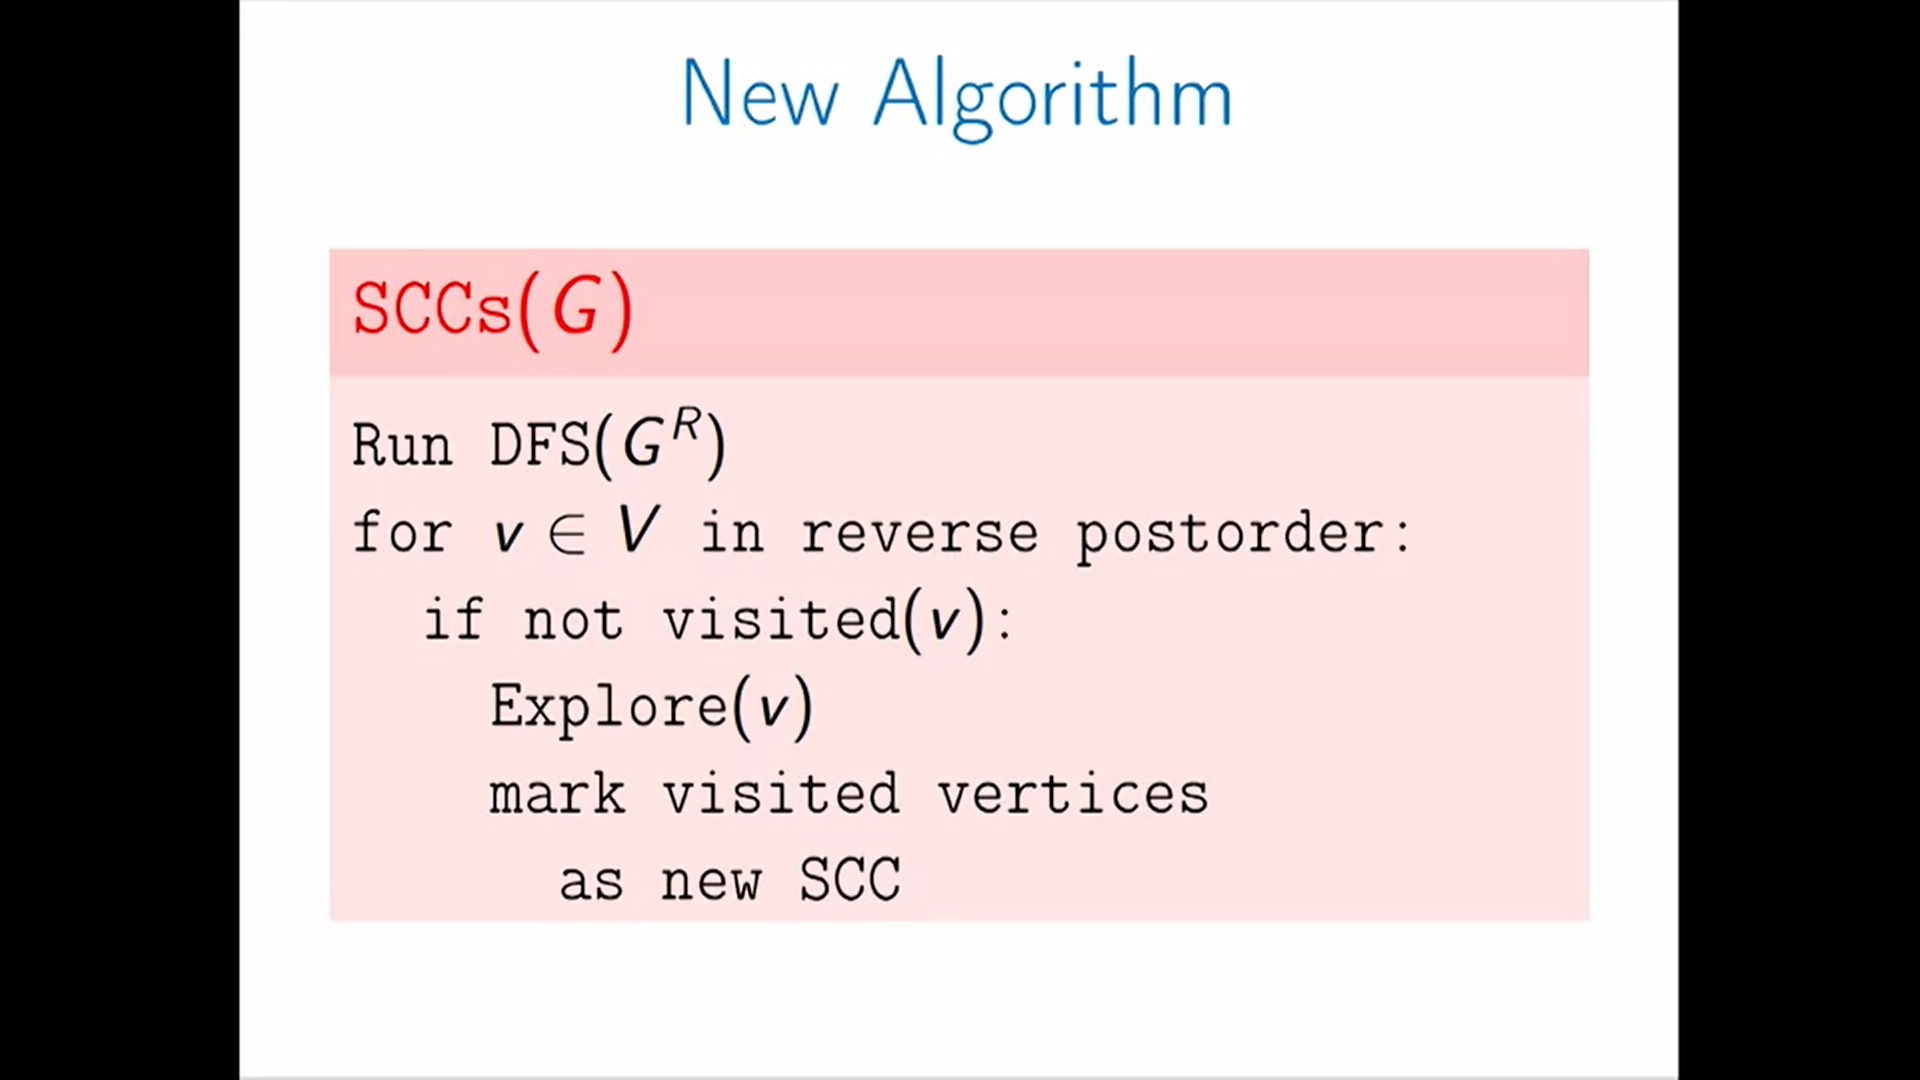 New Algorithm
SCCs(G)
Run DFS(Gᴿ)
for v ∈ V in reverse postorder:
if not visited(v):
Explore(v)
mark visited vertices
as new SCC